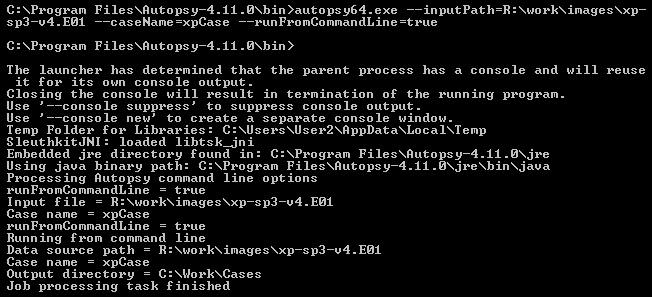 C:\Program Files\Autopsy-4.11.0\bin>autopsy64.exe --inputPath=R:\work\images\xp-
sp3-v4.E01 --caseName=xpCase --runFromCommandLine=true
C:\Program Files\Autopsy-4.11.0\bin>
The launcher has determined that the parent process has a console and will reuse
 it for its own console output.
Closing the console will result in termination of the running program.
Use '--console suppress' to suppress console output.
Use '--console new' to create a separate console window.
Temp Folder for Libraries: C:\Users\User2\AppData\Local\Temp
SleuthkitJNI: loaded libtsk_jni
Embedded jre directory found in: C:\Program Files\Autopsy-4.11.0\jre
Using java binary path: C:\Program Files\Autopsy-4.11.0\jre\bin\java
Processing Autopsy command line options
runFromCommandLine = true
Input file = R:\work\images\xp-sp3-v4.E01
Case name = xpCase
runFromCommandLine = true
Running from command line
Data source path = R:\work\images\xp-sp3-v4.E01
Case name = xpCase
Output directory = C:\Work\Cases
Job processing task finished